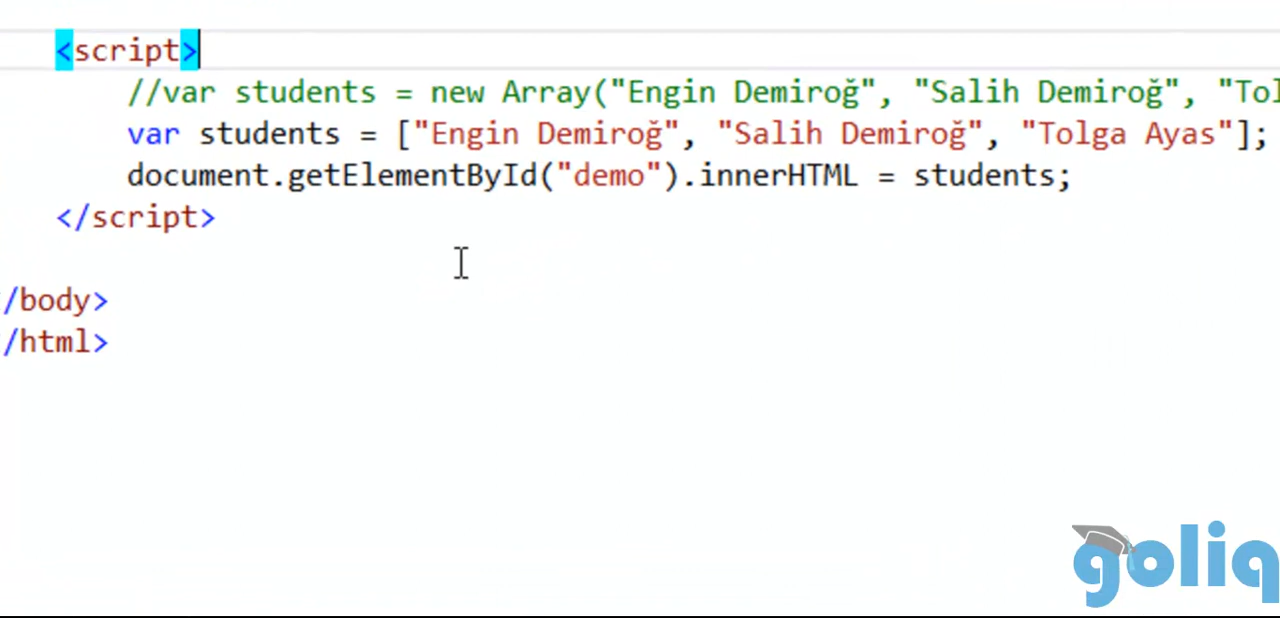 <script>
//var students = new Array("Engin Demiroğ", "Salih Demiroğ", "Tol
var students = ["Engin Demiroğ", "Salih Demiroğ", "Tolga Ayas"];
document.getElementById("demo").innerHTML = students;
</script>
/body>
/html>
goliq